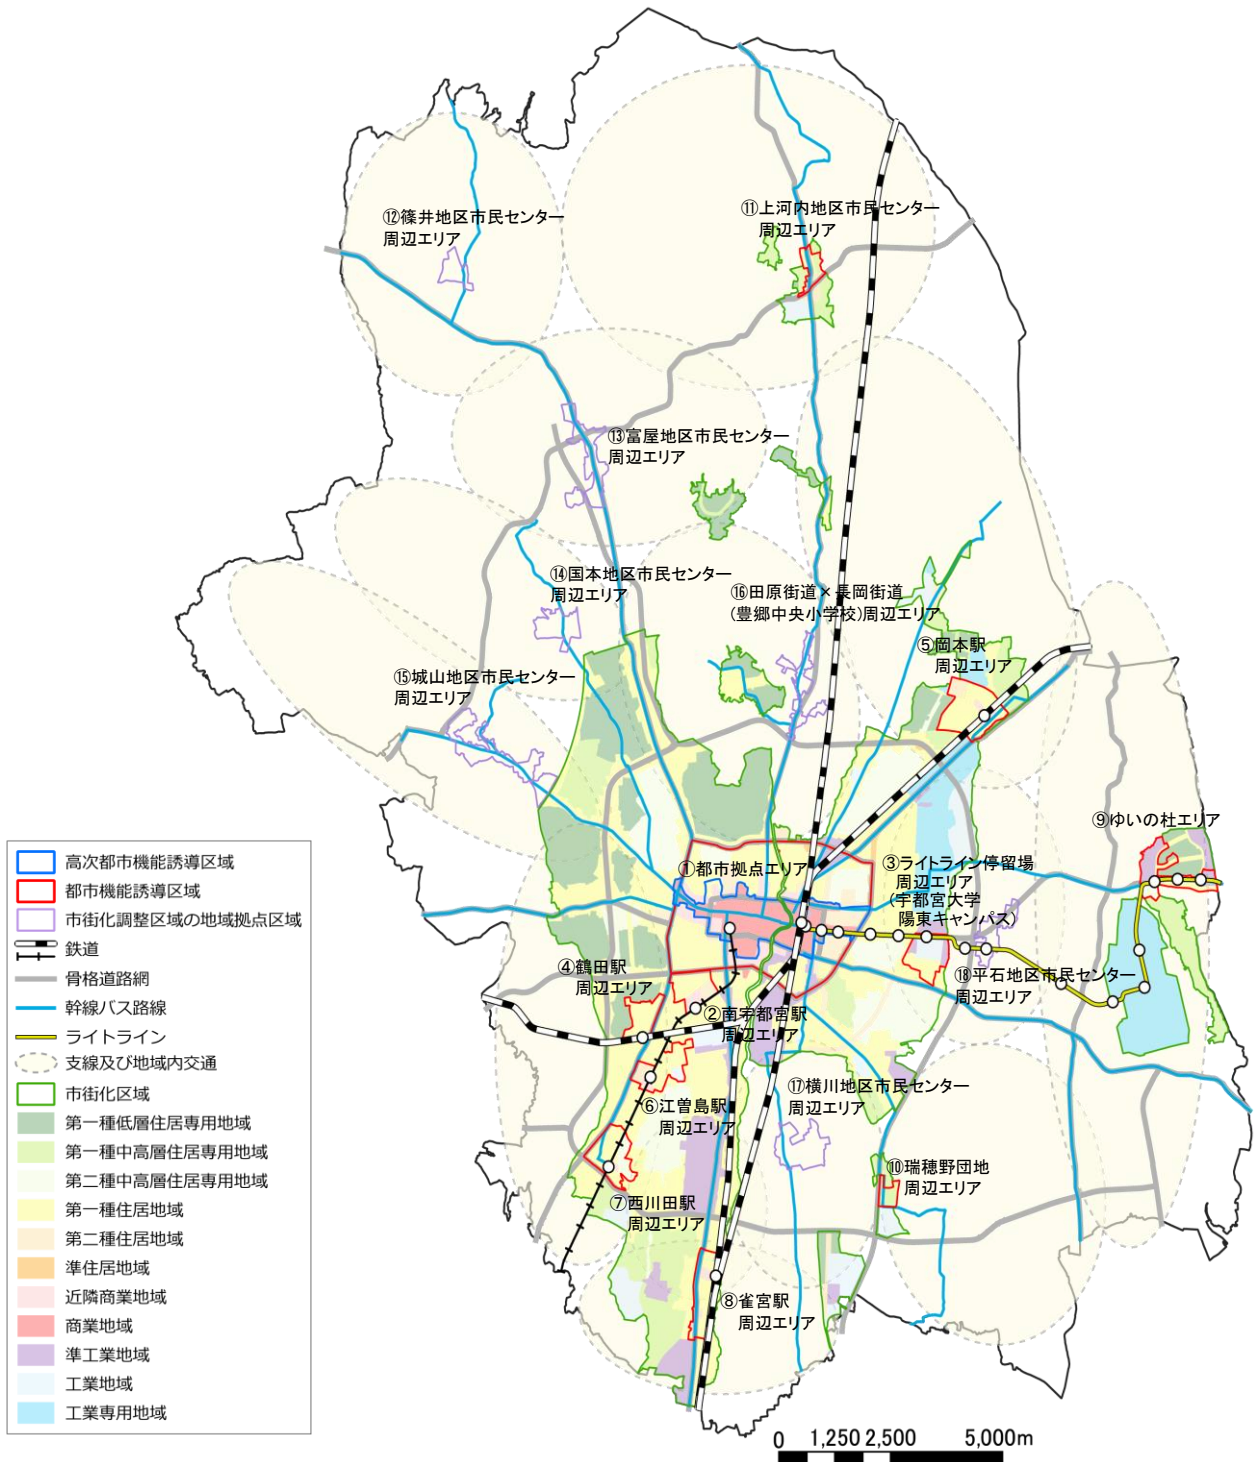 ⑫篠井地区市民センター
周辺エリア
⑪上河内地区市民センター
周辺エリア
⑬富屋地区市民センター
周辺エリア
⑭国本地区市民センター
周辺エリア
⑯田原街道×長岡街道
(豊郷中央小学校)周辺エリア
⑤岡本駅
周辺エリア
⑮城山地区市民センター
周辺エリア
⑨ゆいの杜エリア
①都市拠点エリア
③ライトライン停留場
周辺エリア
(宇都宮大学
陽東キャンパス)
④鶴田駅
周辺エリア
⑱平石地区市民センター
周辺エリア
②南宇都宮駅
周辺エリア
⑰横川地区市民センター
周辺エリア
⑥江曽島駅
周辺エリア
⑩瑞穂野団地
周辺エリア
⑦西川田駅
周辺エリア
⑧雀宮駅
周辺エリア
高次都市機能誘導区域
都市機能誘導区域
市街化調整区域の地域拠点区域
鉄道
骨格道路網
幹線バス路線
ライトライン
支線及び地域内交通
市街化区域
第一種低層住居専用地域
第一種中高層住居専用地域
第二種中高層住居専用地域
第一種住居地域
第二種住居地域
準住居地域
近隣商業地域
商業地域
準工業地域
工業地域
工業専用地域
0 1,250 2,500 5,000m